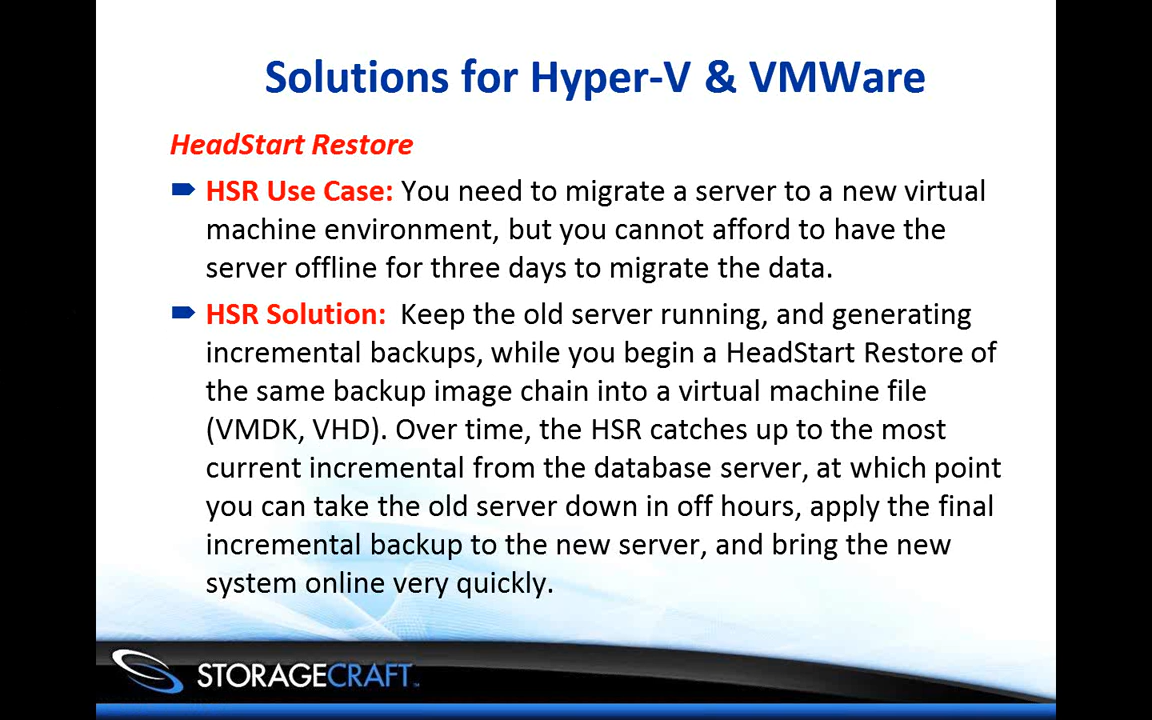 Solutions for Hyper-V & VMWare
HeadStart Restore
HSR Use Case: You need to migrate a server to a new virtual
machine environment, but you cannot afford to have the
server offline for three days to migrate the data.
HSR Solution: Keep the old server running, and generating
incremental backups, while you begin a HeadStart Restore of
the same backup image chain into a virtual machine file
(VMDK, VHD). Over time, the HSR catches up to the most
current incremental from the database server, at which point
you can take the old server down in off hours, apply the final
incremental backup to the new server, and bring the new
system online very quickly.
STORAGECRAFT™